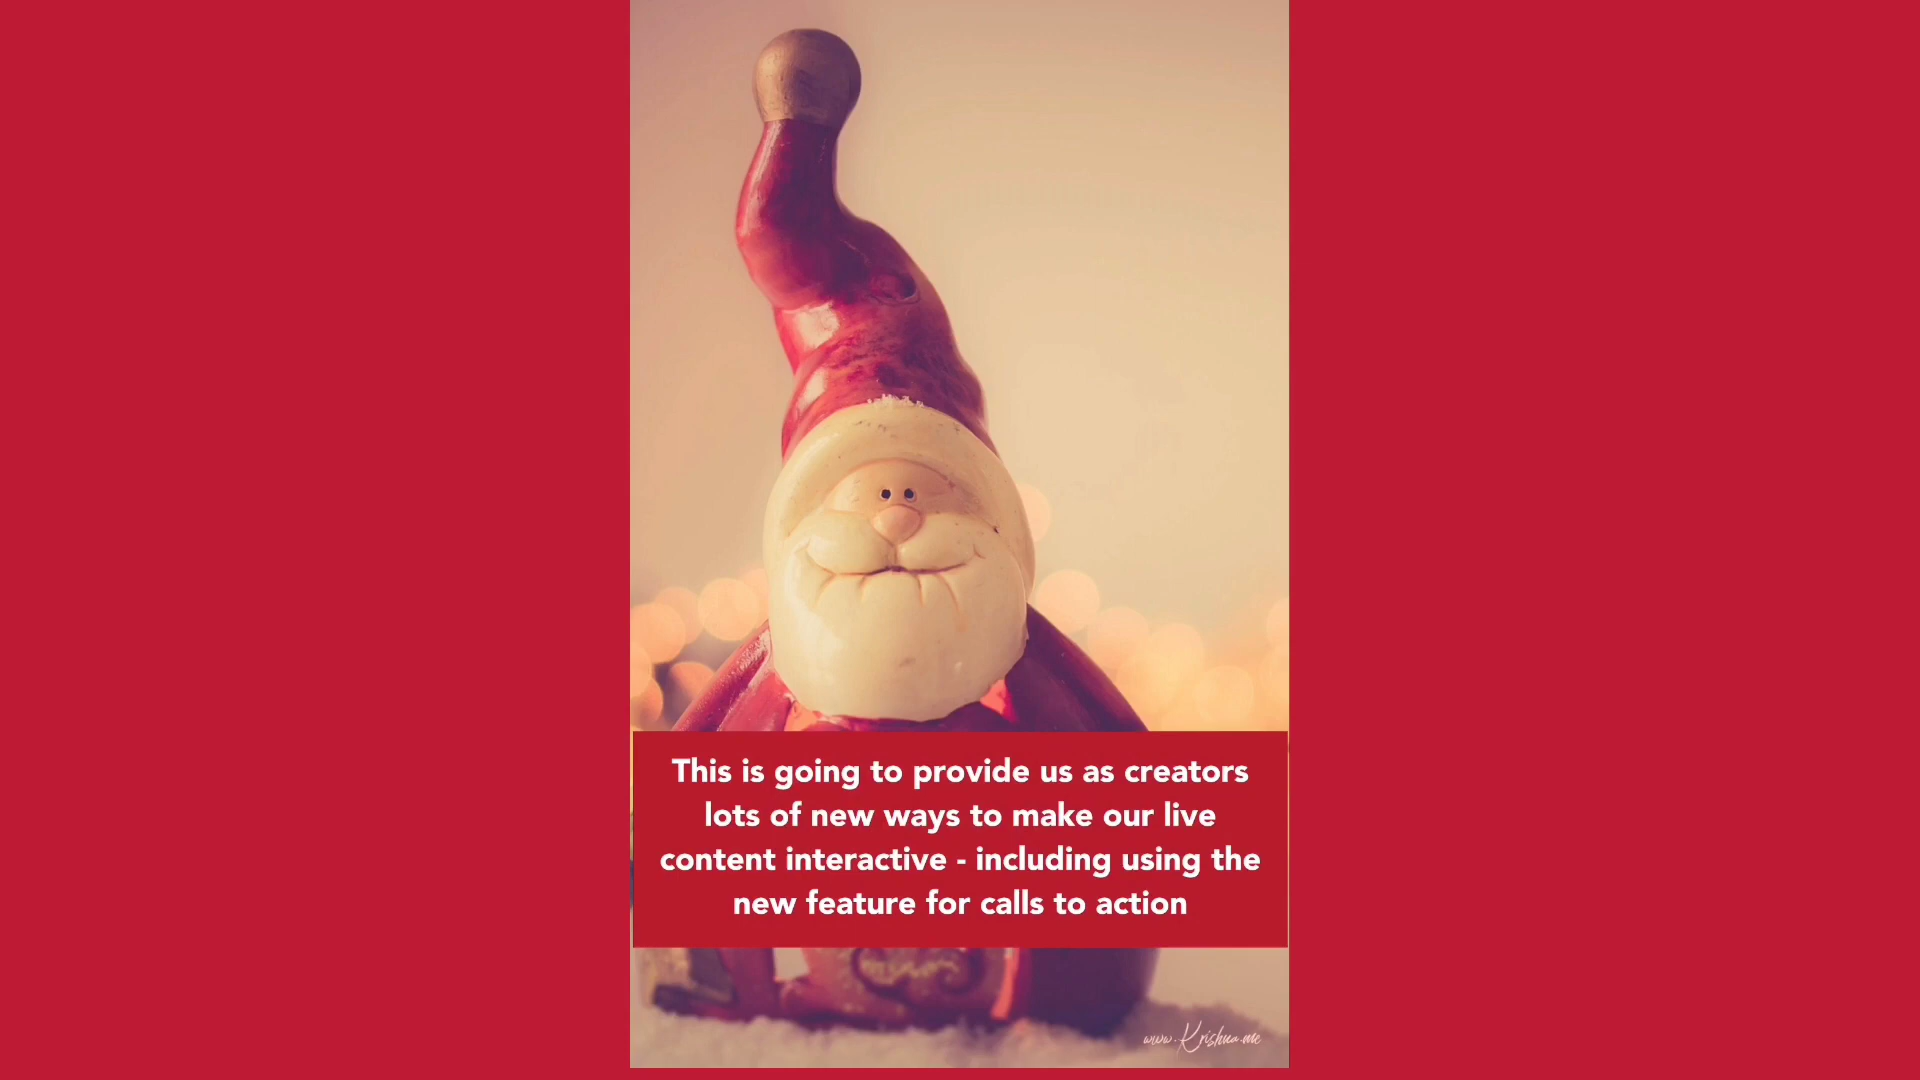 This is going to provide us as creators
lots of new ways to make our live
content interactive - including using the
new feature for calls to action
www.Krishna.me